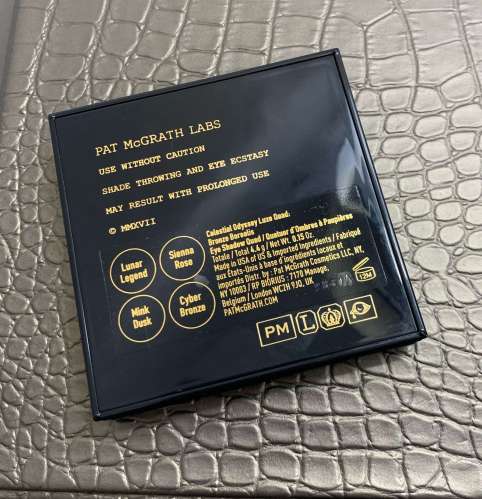 PAT McGRATH LABS
USE WITHOUT CAUTION
SHADE THROWING AND EYE ECSTASY
MAY RESULT WITH PROLONGED USE
© MMXVII
Lunar
Legend
Sienna
Rose
Mink
Dusk
Cyber
Bronze
Celestial Odyssey Luxe Quad:
Bronze Borealis
Eye Shadow Quad / Quatuor d'Ombres à Paupières
Totale / Total 4.4 g / Net Wt. 0.15 Oz.
Made in USA of US & Imported Ingredients / Fabriqué
aux États-Unis à base d'ingrédients locaux et
importés Distr. by : Pat McGrath Cosmetics LLC, NY,
NY 10003 / RP BIORIUS - 7170 Manage,
Belgium / London WC1H 9JQ, UK
PATMcGRATH.COM
12M
PM
L